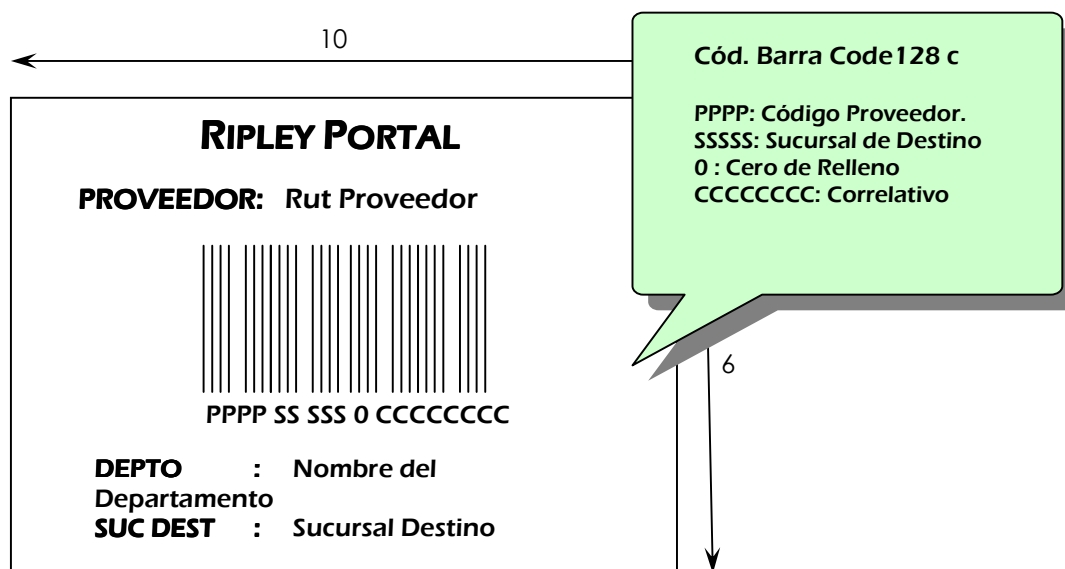 10
RIPLEY PORTAL
PROVEEDOR: Rut Proveedor
PPPP SS SSS 0 CCCCCCCC
DEPTO : Nombre del
Departamento
SUC DEST : Sucursal Destino
Cód. Barra Code128 c
PPPP: Código Proveedor.
SSSSS: Sucursal de Destino
0 : Cero de Relleno
CCCCCCCC: Correlativo
6